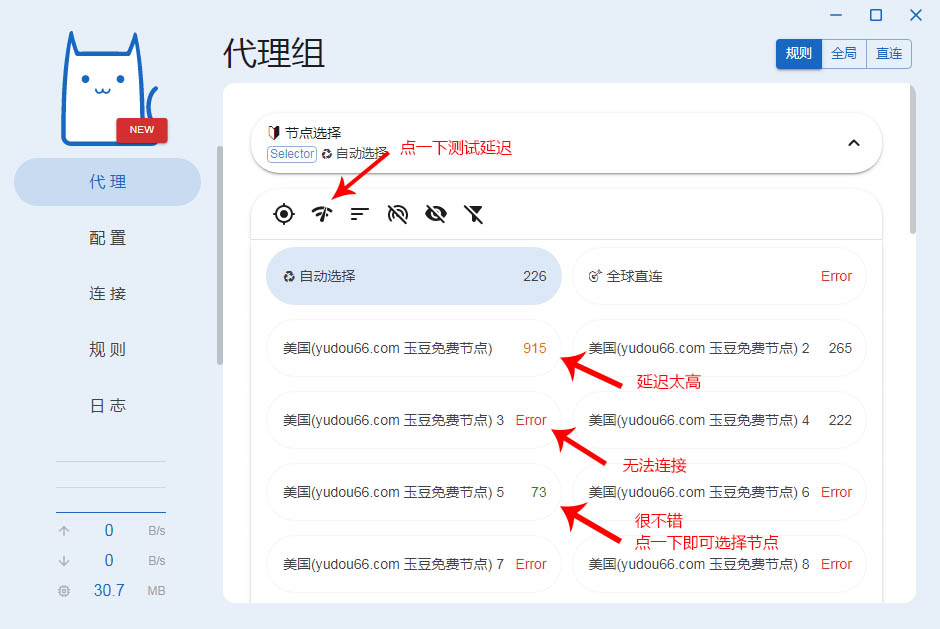 代理组
规则 全局 直连
NEW
代 理
配 置
连 接
规 则
日 志
0 B/s
0 B/s
30.7 MB
节点选择
Selector 自动选择
点一下测试延迟
自动选择 226
全球直连 Error
美国(yudou66.com 玉豆免费节点) 915
美国(yudou66.com 玉豆免费节点) 2 265
延迟太高
美国(yudou66.com 玉豆免费节点) 3 Error
美国(yudou66.com 玉豆免费节点) 4 222
无法连接
美国(yudou66.com 玉豆免费节点) 5 73
美国(yudou66.com 玉豆免费节点) 6 Error
很不错
点一下即可选择节点
美国(yudou66.com 玉豆免费节点) 7 Error
美国(yudou66.com 玉豆免费节点) 8 Error